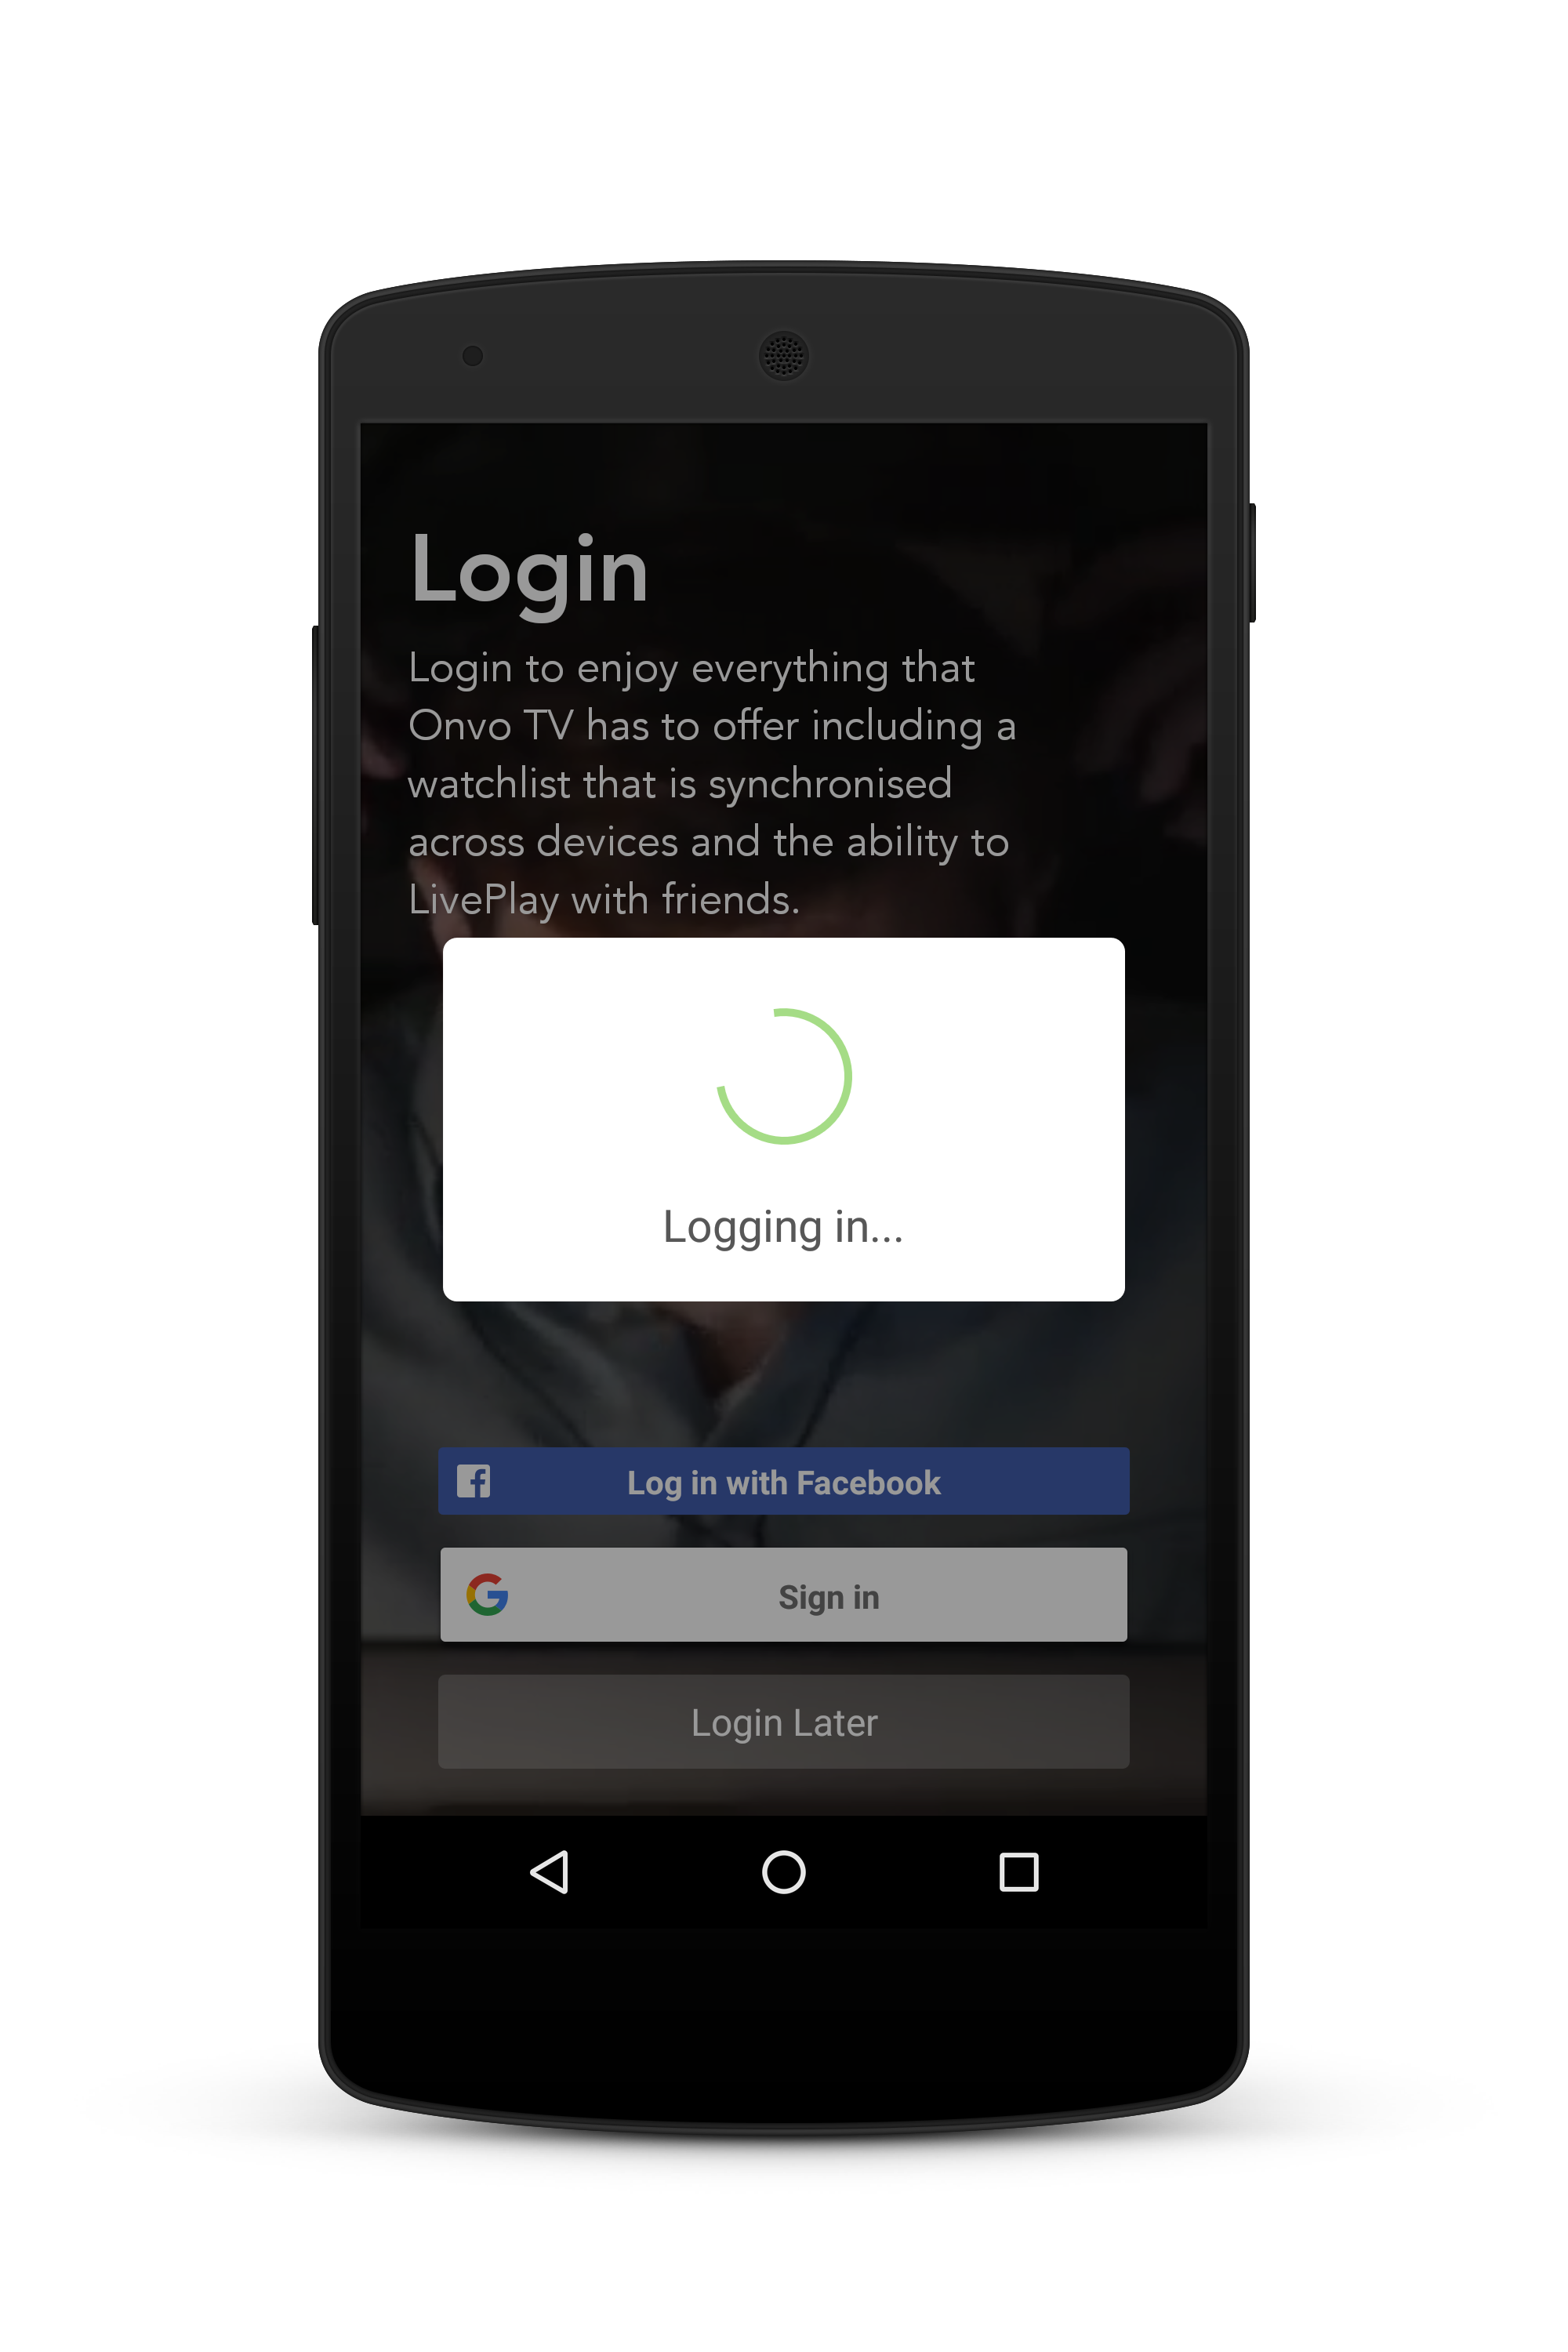 Login
Login to enjoy everything that
Onvo TV has to offer including a
watchlist that is synchronised
across devices and the ability to
LivePlay with friends.
Logging in...
Log in with Facebook
Sign in
Login Later